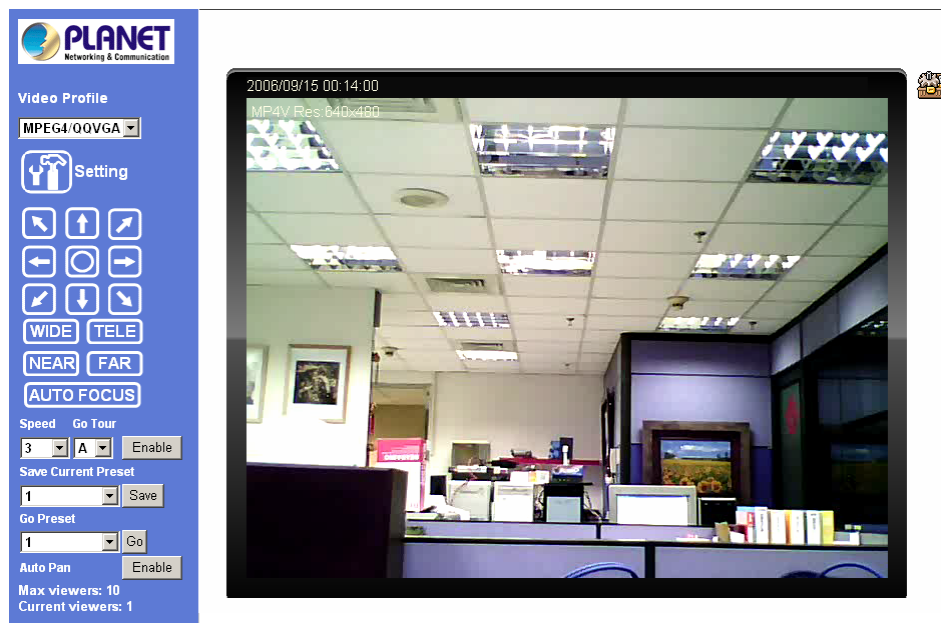 PLANET
Networking & Communication
Video Profile
MPEG4/QQVGA
Setting
WIDE TELE
NEAR FAR
AUTO FOCUS
Speed Go Tour
3 A Enable
Save Current Preset
1 Save
Go Preset
1 Go
Auto Pan Enable
Max viewers: 10
Current viewers: 1
2006/09/15 00:14:00
MP4V Res:640x480